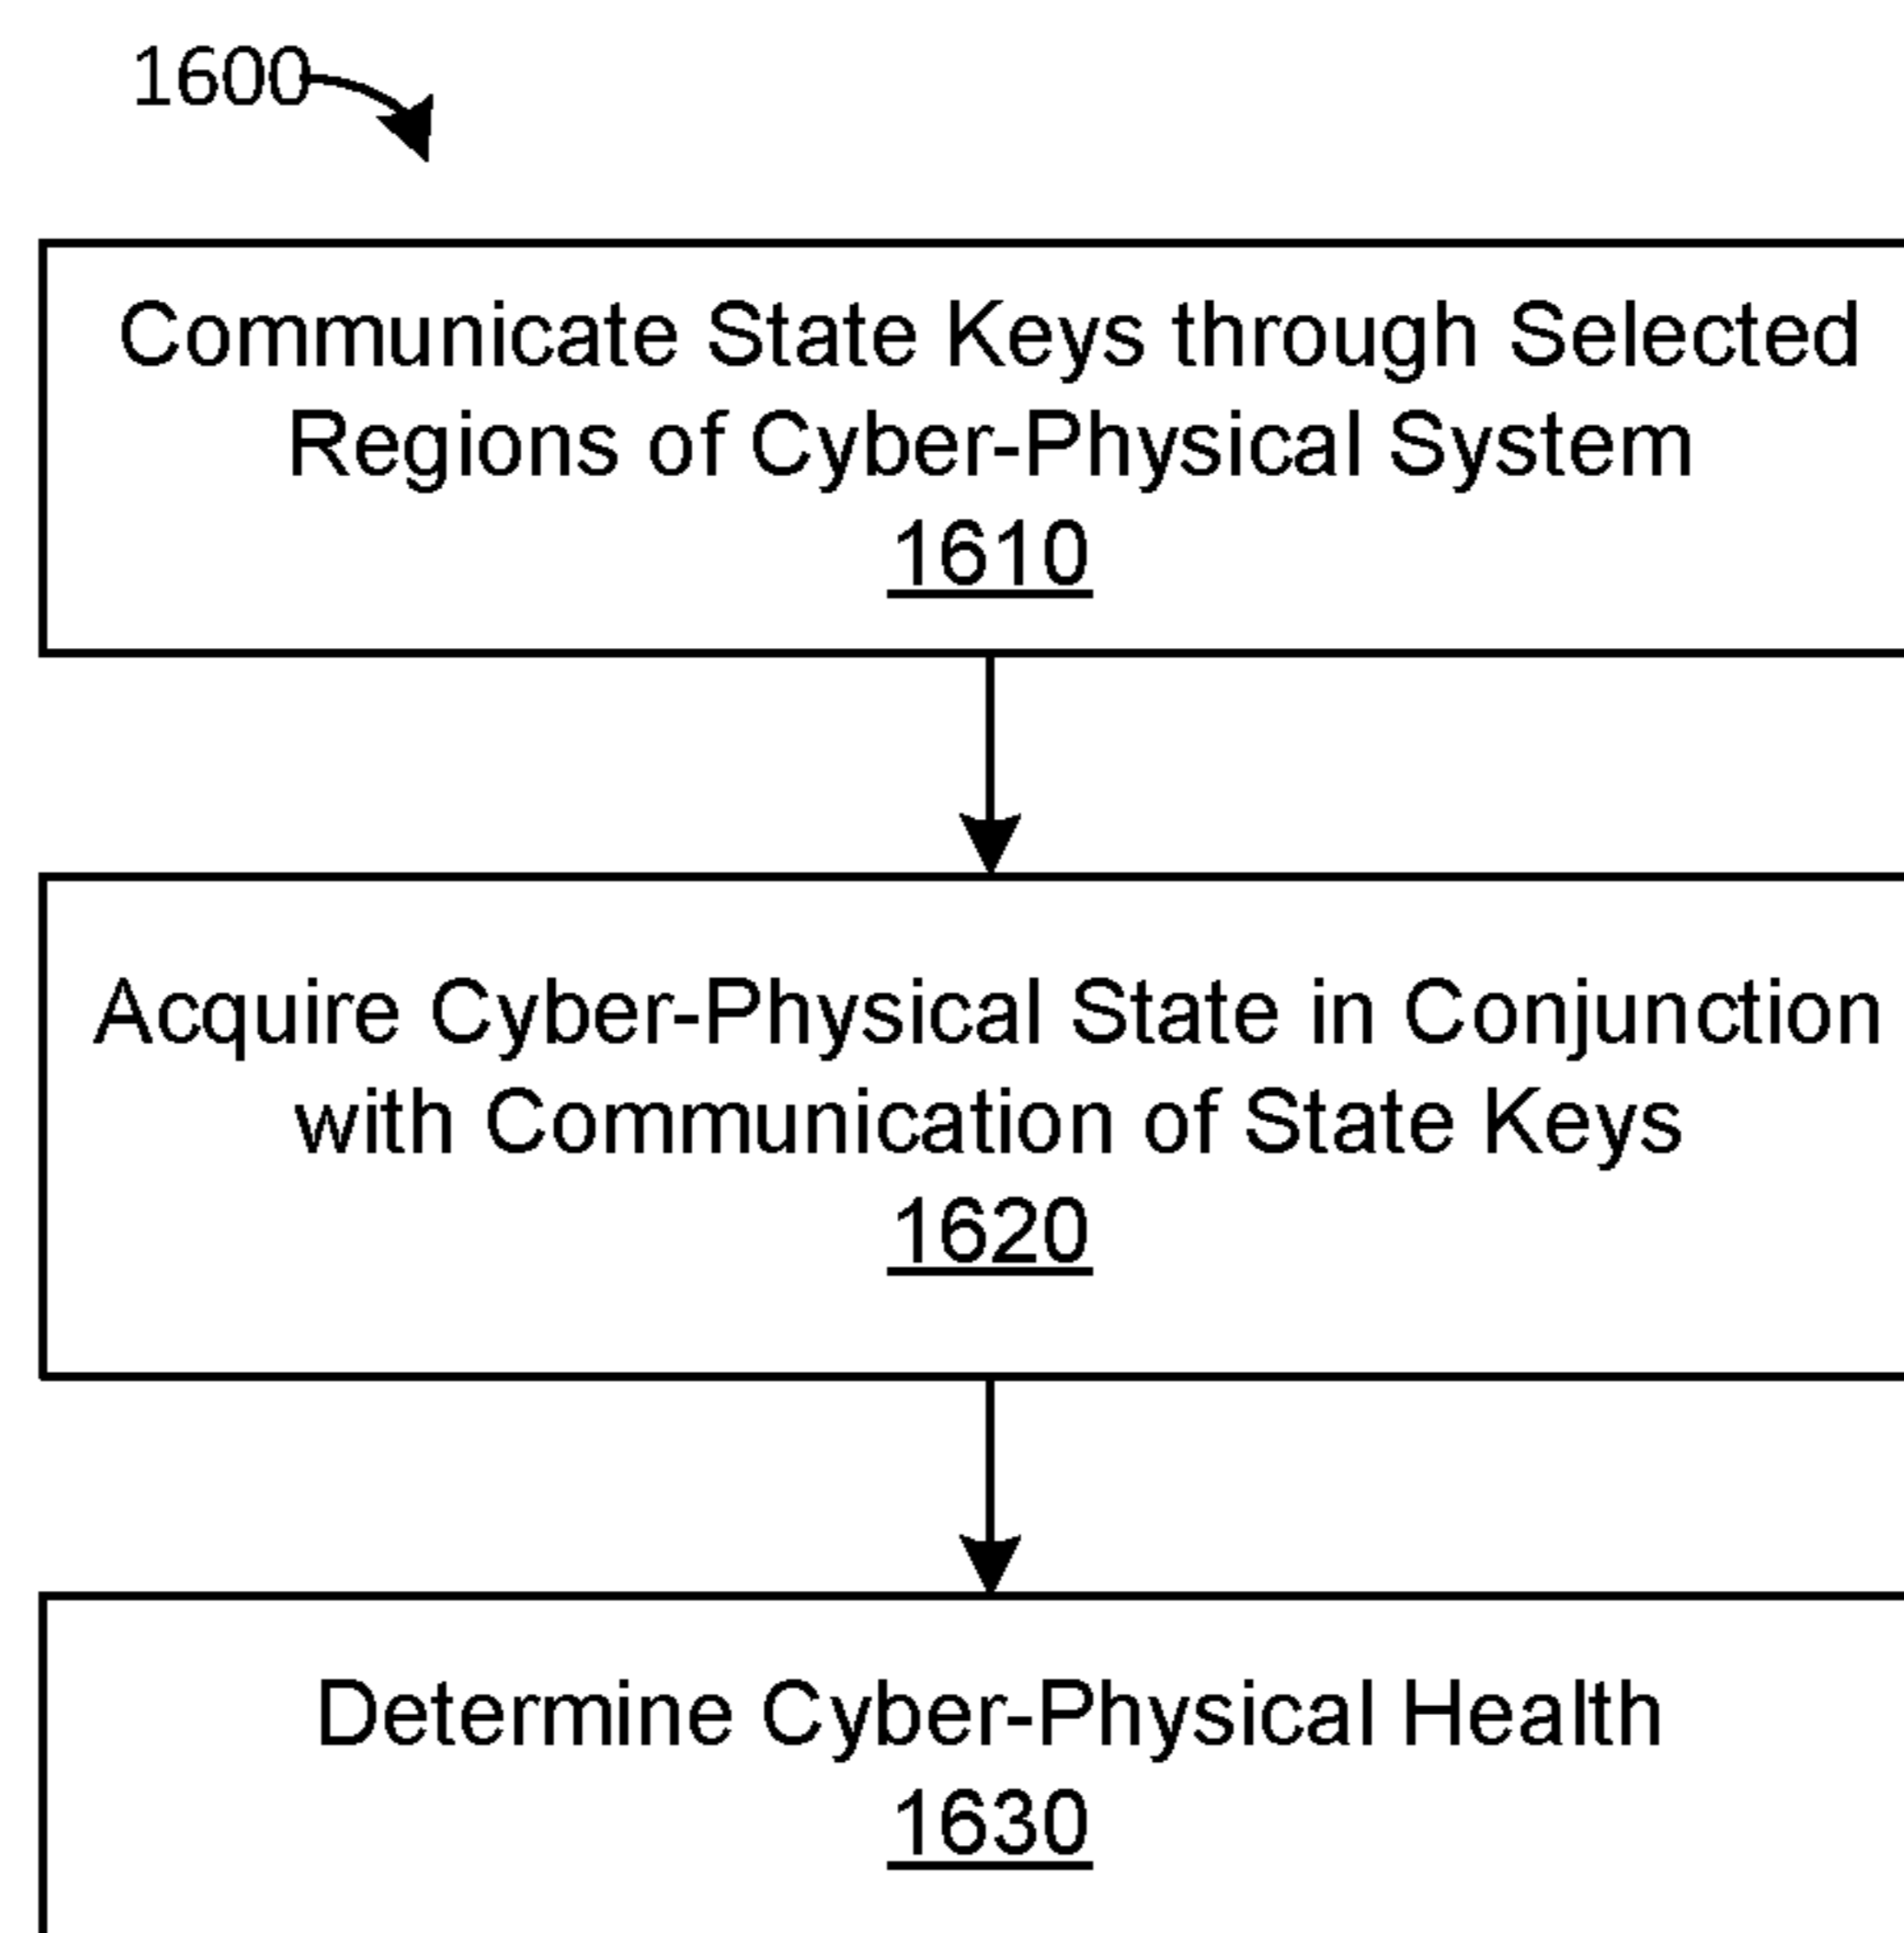 1600
Communicate State Keys through Selected
Regions of Cyber-Physical System
1610
Acquire Cyber-Physical State in Conjunction
with Communication of State Keys
1620
Determine Cyber-Physical Health
1630